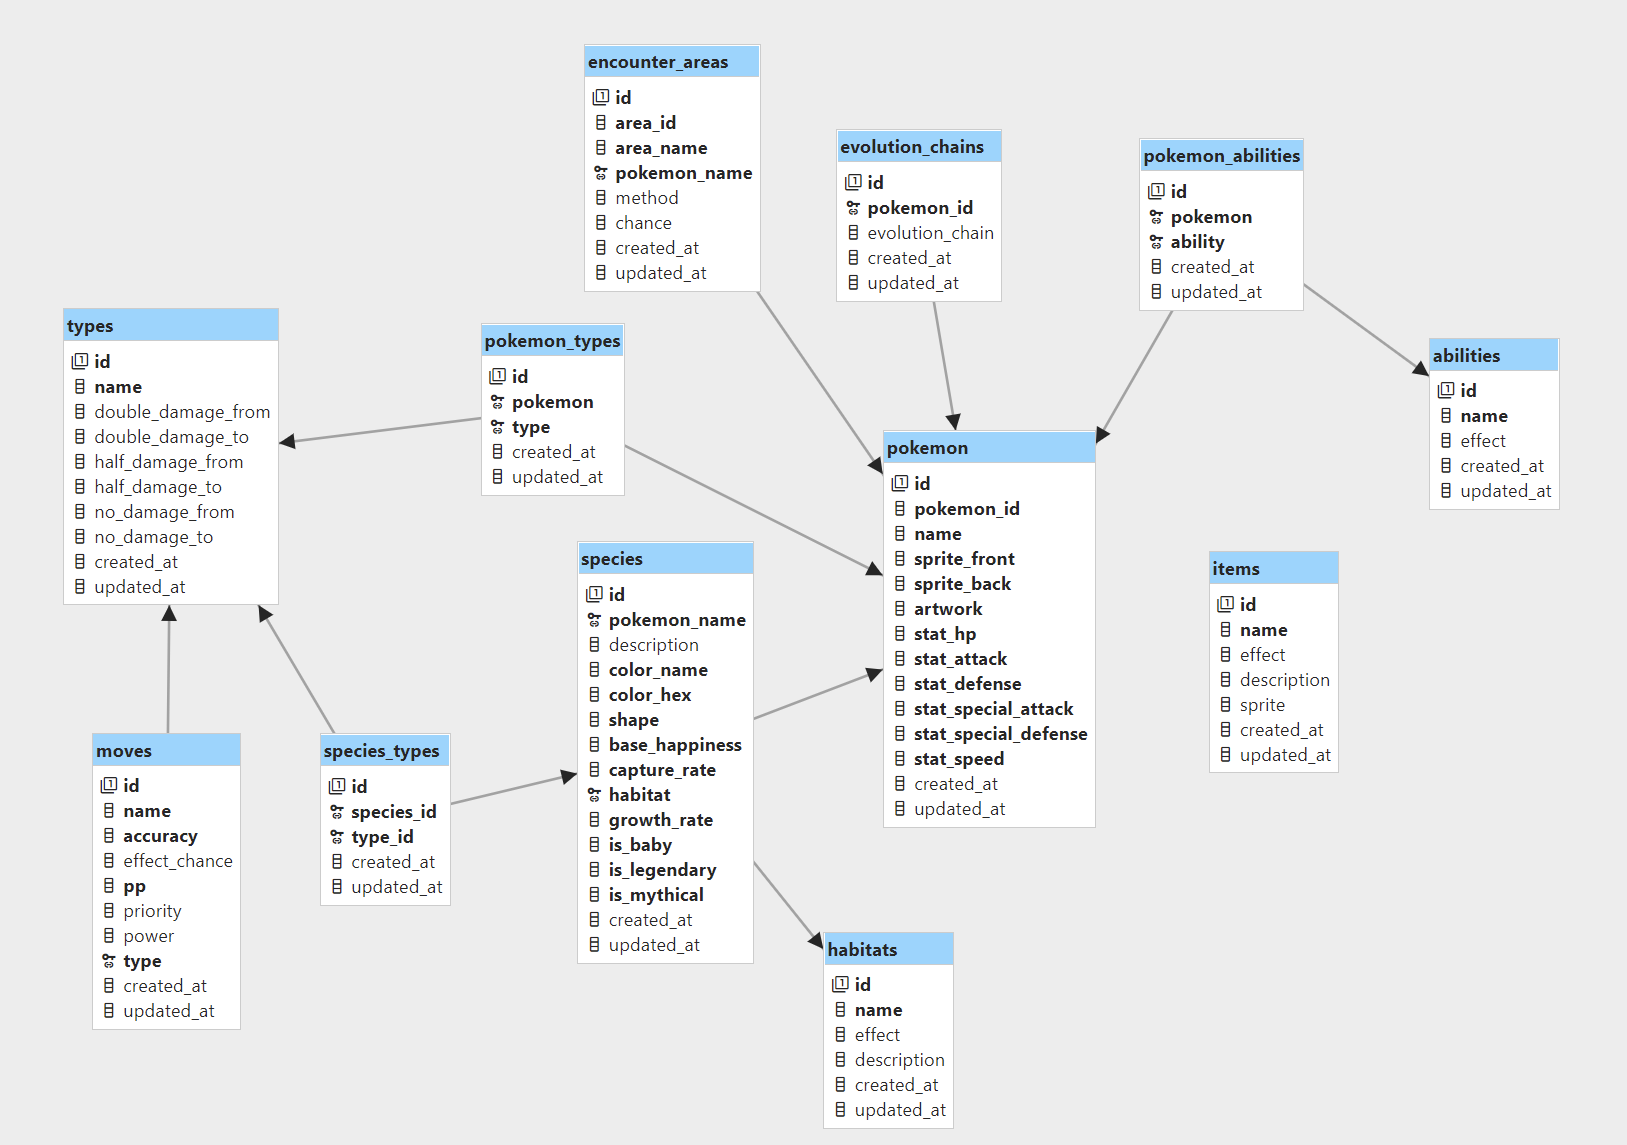 encounter_areas
id
area_id
area_name
pokemon_name
method
chance
created_at
updated_at
evolution_chains
id
pokemon_id
evolution_chain
created_at
updated_at
pokemon_abilities
id
pokemon
ability
created_at
updated_at
types
id
name
double_damage_from
double_damage_to
half_damage_from
half_damage_to
no_damage_from
no_damage_to
created_at
updated_at
pokemon_types
id
pokemon
type
created_at
updated_at
abilities
id
name
effect
created_at
updated_at
pokemon
id
pokemon_id
name
sprite_front
sprite_back
artwork
stat_hp
stat_attack
stat_defense
stat_special_attack
stat_special_defense
stat_speed
created_at
updated_at
species
id
pokemon_name
description
color_name
color_hex
shape
base_happiness
capture_rate
habitat
growth_rate
is_baby
is_legendary
is_mythical
created_at
updated_at
items
id
name
effect
description
sprite
created_at
updated_at
moves
id
name
accuracy
effect_chance
pp
priority
power
type
created_at
updated_at
species_types
id
species_id
type_id
created_at
updated_at
habitats
id
name
effect
description
created_at
updated_at